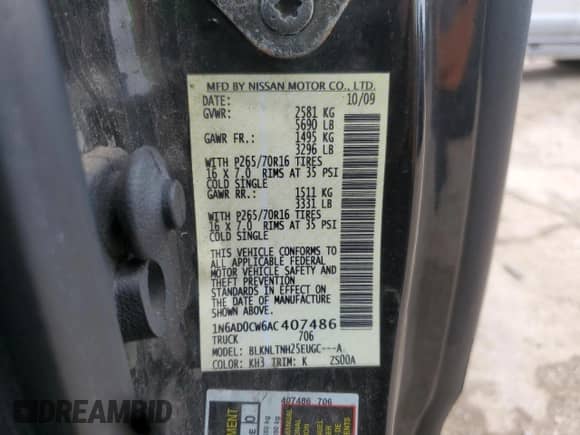 MFD BY NISSAN MOTOR CO., LTD.
DATE: 10/09
GVWR: 2581 KG
5690 LB
GAWR FR.: 1495 KG
3296 LB
WITH P265/70R16 TIRES
16 X 7.0 RIMS AT 35 PSI
COLD SINGLE
GAWR RR.: 1511 KG
3331 LB
WITH P265/70R16 TIRES
16 X 7.0 RIMS AT 35 PSI
COLD SINGLE
THIS VEHICLE CONFORMS TO
ALL APPLICABLE FEDERAL
MOTOR VEHICLE SAFETY AND
THEFT PREVENTION
STANDARDS IN EFFECT ON
THE DATE OF MANUFACTURE
SHOWN ABOVE.
1N6AD0CW6AC407486
TRUCK 706
MODEL: BLKNLTNH25EUGC---A
COLOR: KH3 TRIM: K ZS00A
407486 706
DREAMBID